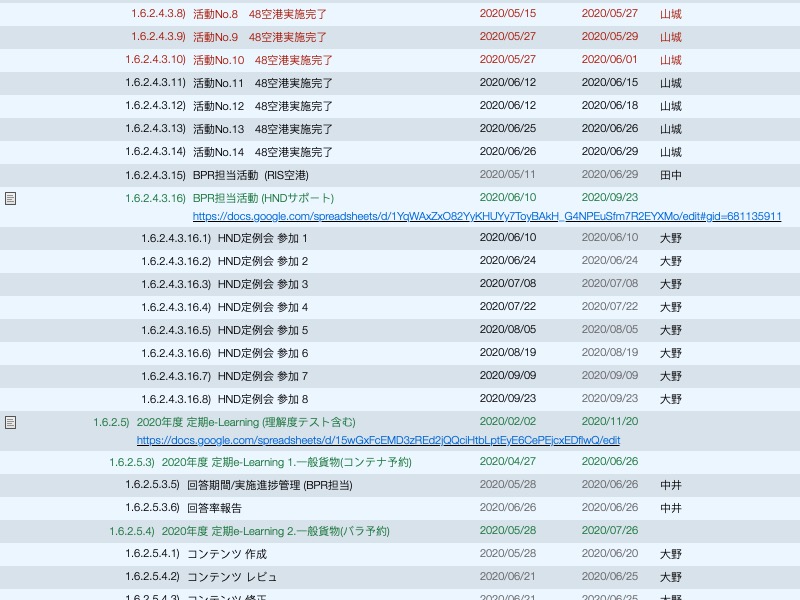 1.6.2.4.3.8) 活動No.8 48空港実施完了 2020/05/15 2020/05/27 山城
1.6.2.4.3.9) 活動No.9 48空港実施完了 2020/05/27 2020/05/29 山城
1.6.2.4.3.10) 活動No.10 48空港実施完了 2020/05/27 2020/06/01 山城
1.6.2.4.3.11) 活動No.11 48空港実施完了 2020/06/12 2020/06/15 山城
1.6.2.4.3.12) 活動No.12 48空港実施完了 2020/06/12 2020/06/18 山城
1.6.2.4.3.13) 活動No.13 48空港実施完了 2020/06/25 2020/06/26 山城
1.6.2.4.3.14) 活動No.14 48空港実施完了 2020/06/26 2020/06/29 山城
1.6.2.4.3.15) BPR担当活動 (RIS空港) 2020/05/11 2020/06/29 田中
1.6.2.4.3.16) BPR担当活動 (HNDサポート) 2020/06/10 2020/09/23
https://docs.google.com/spreadsheets/d/1YqWAxZxO82YyKHUYy7ToyBAkH_G4NPEuSfm7R2EYXMo/edit#gid=681135911
1.6.2.4.3.16.1) HND定例会 参加 1 2020/06/10 2020/06/10 大野
1.6.2.4.3.16.2) HND定例会 参加 2 2020/06/24 2020/06/24 大野
1.6.2.4.3.16.3) HND定例会 参加 3 2020/07/08 2020/07/08 大野
1.6.2.4.3.16.4) HND定例会 参加 4 2020/07/22 2020/07/22 大野
1.6.2.4.3.16.5) HND定例会 参加 5 2020/08/05 2020/08/05 大野
1.6.2.4.3.16.6) HND定例会 参加 6 2020/08/19 2020/08/19 大野
1.6.2.4.3.16.7) HND定例会 参加 7 2020/09/09 2020/09/09 大野
1.6.2.4.3.16.8) HND定例会 参加 8 2020/09/23 2020/09/23 大野
1.6.2.5) 2020年度 定期e-Learning (理解度テスト含む) 2020/02/02 2020/11/20
https://docs.google.com/spreadsheets/d/15wGxFcEMD3zREd2jQQciHtbLptEyE6CePEjcxEDflwQ/edit
1.6.2.5.3) 2020年度 定期e-Learning 1.一般貨物(コンテナ予約) 2020/04/27 2020/06/26
1.6.2.5.3.5) 回答期間/実施進捗管理 (BPR担当) 2020/05/28 2020/06/26 中井
1.6.2.5.3.6) 回答率報告 2020/06/26 2020/06/26 中井
1.6.2.5.4) 2020年度 定期e-Learning 2.一般貨物(バラ予約) 2020/05/28 2020/07/26
1.6.2.5.4.1) コンテンツ 作成 2020/05/28 2020/06/20 大野
1.6.2.5.4.2) コンテンツ レビュ 2020/06/21 2020/06/25 大野
1.6.2.5.4.3) コンテンツ 修正 2020/06/21 2020/06/25 大野